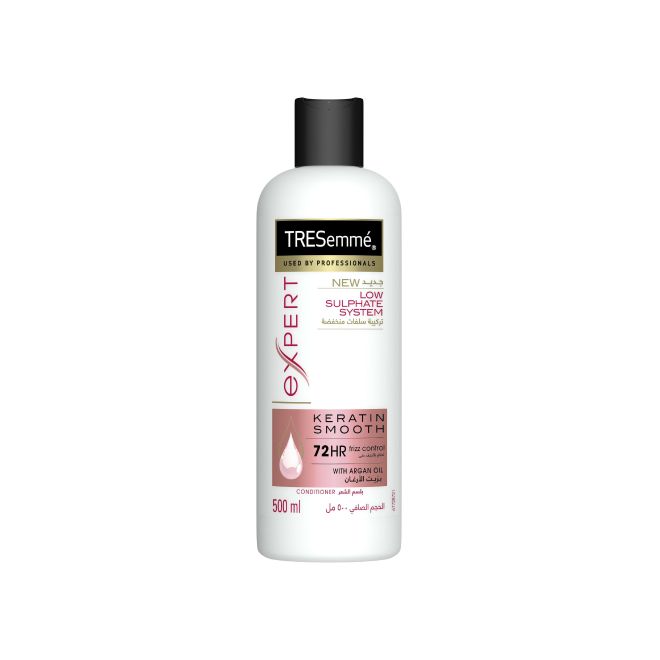 TRESemmé®
USED BY PROFESSIONALS
NEW جديد
LOW
SULPHATE
SYSTEM
تركيبة سلفات منخفضة
eXPERT
KERATIN
SMOOTH
72HR frizz control
WITH ARGAN OIL
بزيت الأرغان
CONDITIONER بلسم الشعر
500 ml الحجم الصافي ٥٠٠ مل